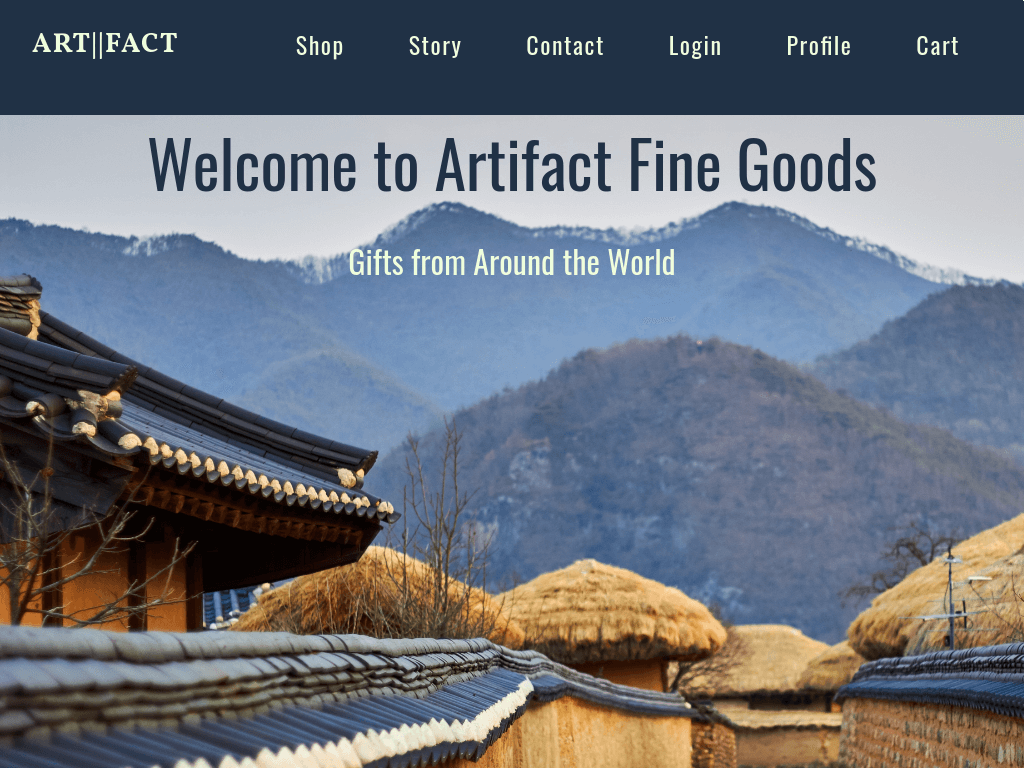 ART||FACT
Shop Story Contact Login Profile Cart
Welcome to Artifact Fine Goods
Gifts from Around the World